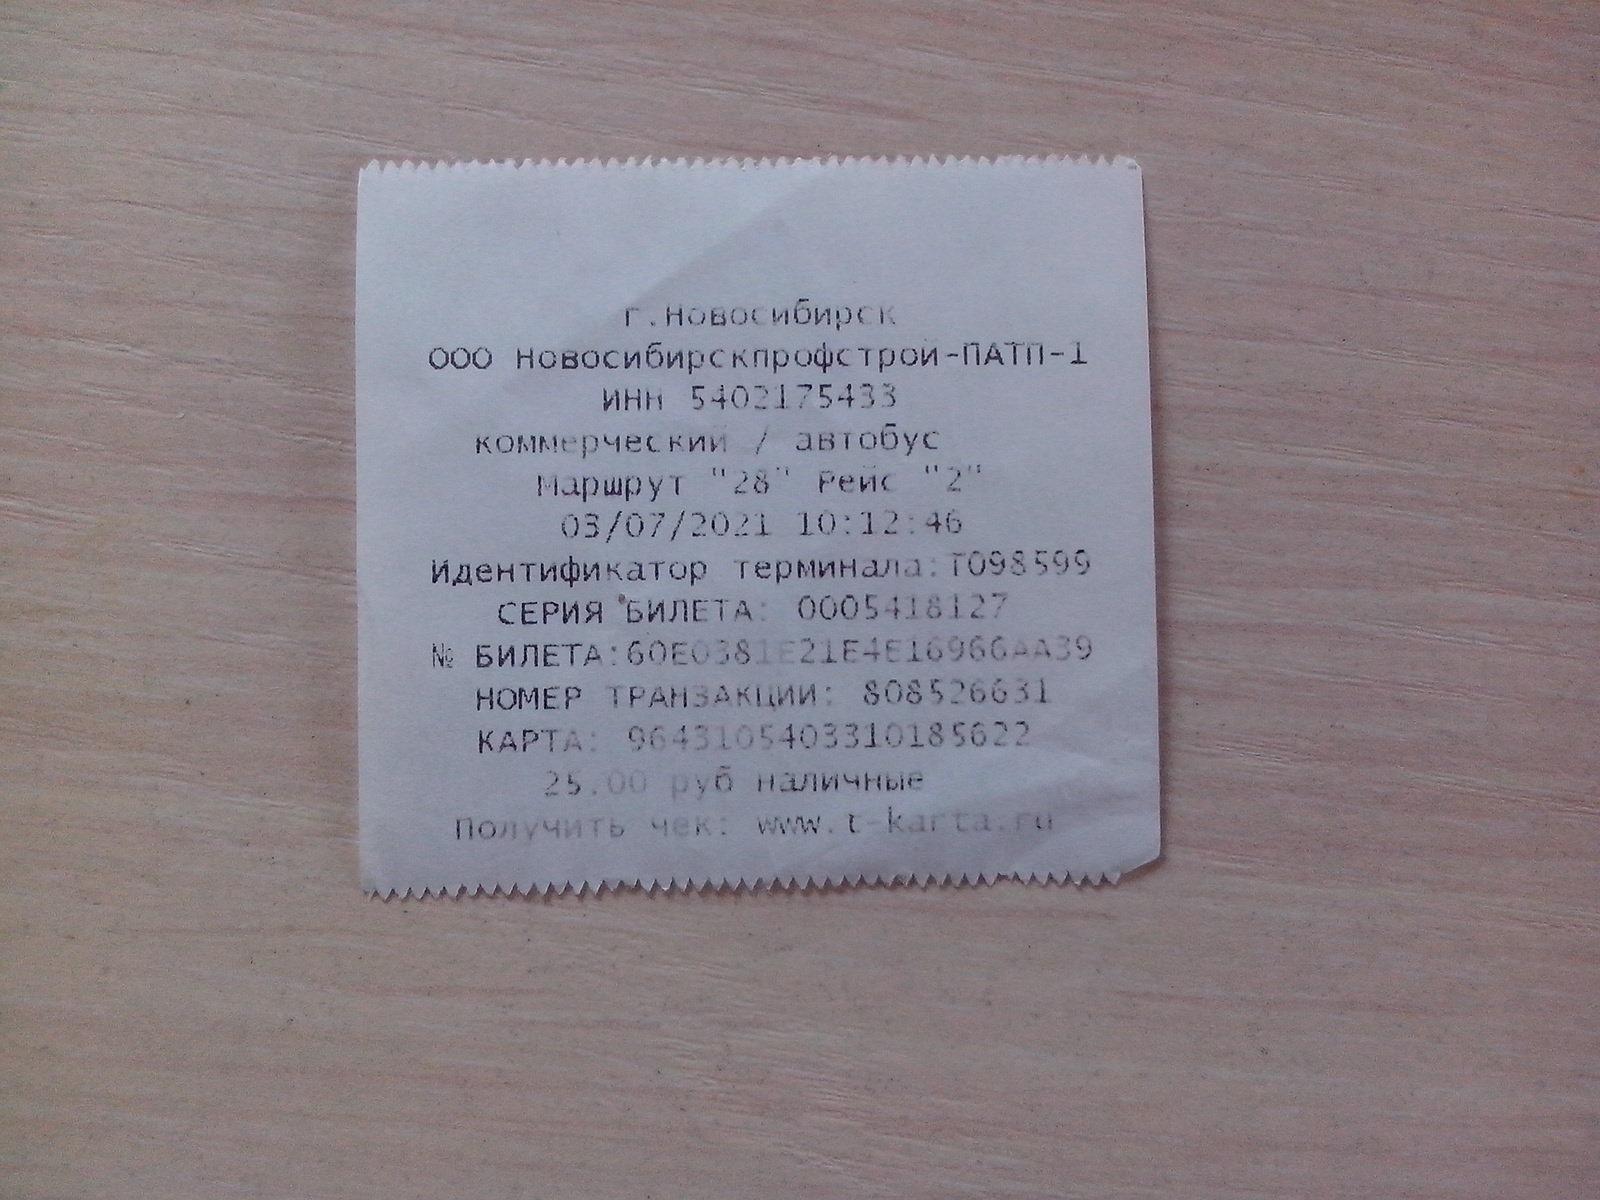 г.Новосибирск
ООО Новосибирскпрофстрой-ПАТП-1
ИНН 5402175433
коммерческий / автобус
Маршрут "28" Рейс "2"
03/07/2021 10:12:46
Идентификатор терминала:Т098599
СЕРИЯ БИЛЕТА: 0005418127
№ БИЛЕТА:60E0381E21E4E16966AA39
НОМЕР ТРАНЗАКЦИИ: 808526631
КАРТА: 9643105403310185622
25.00 руб наличные
Получить чек: www.t-karta.ru